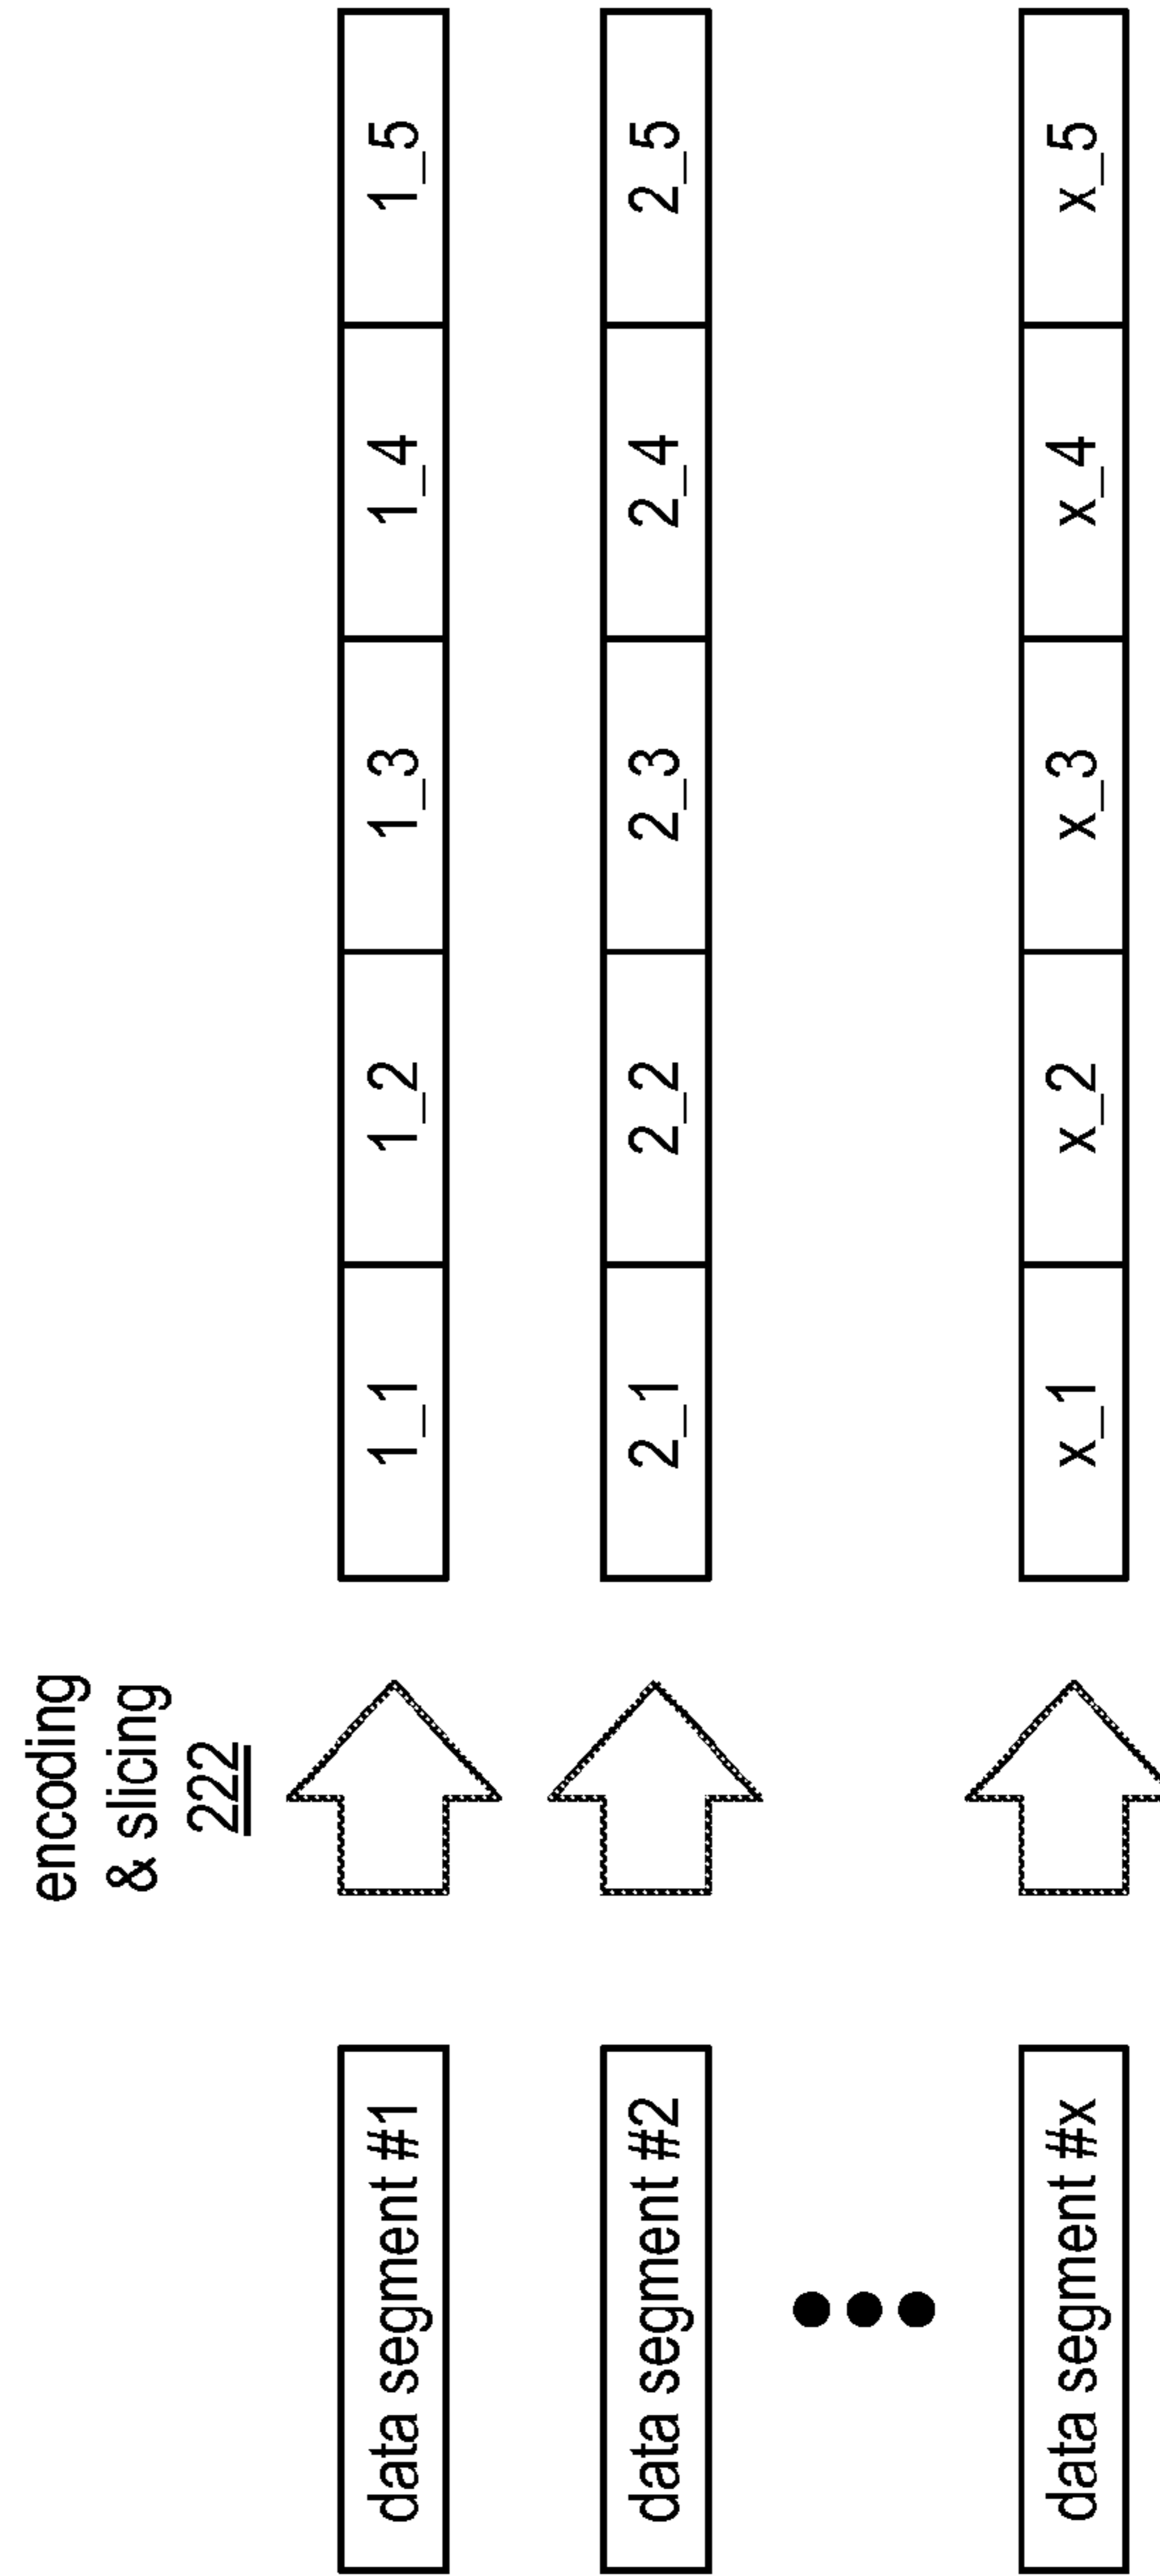 encoding
& slicing
222
data segment #1
1_1
1_2
1_3
1_4
1_5
data segment #2
2_1
2_2
2_3
2_4
2_5
data segment #x
x_1
x_2
x_3
x_4
x_5